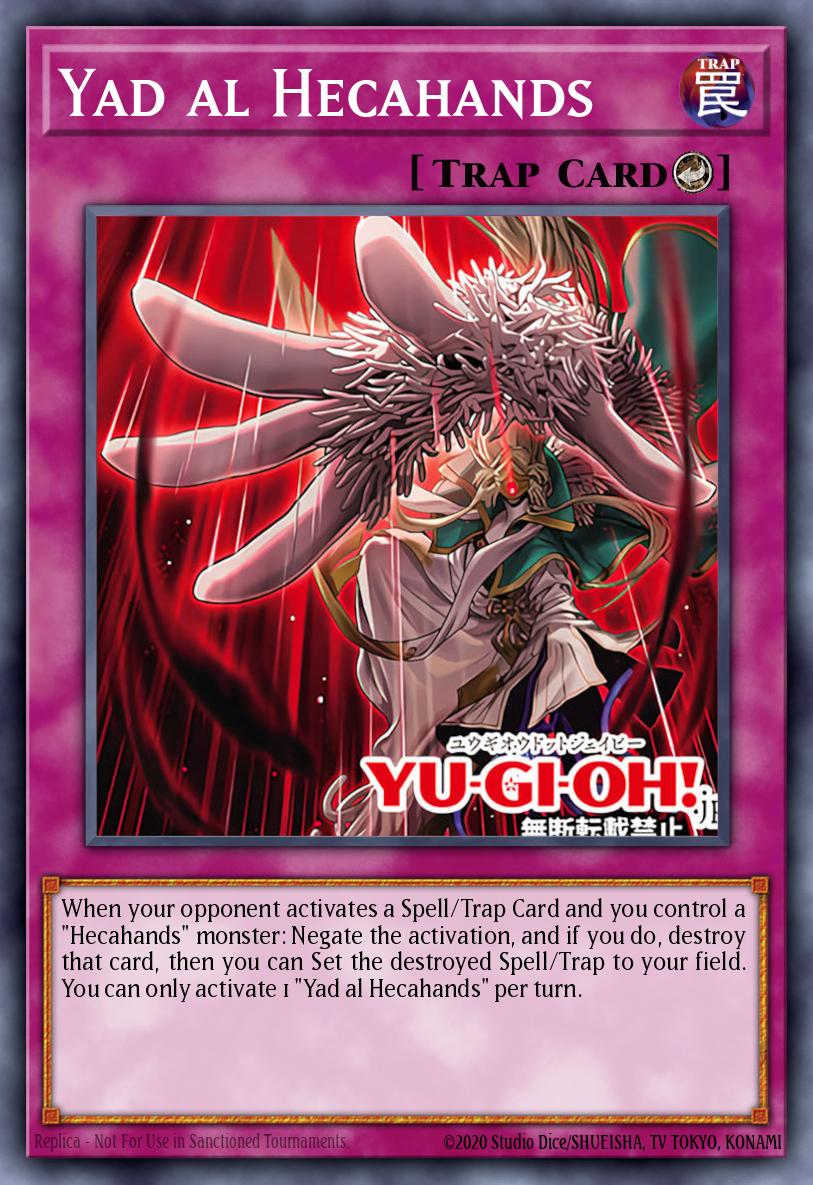 YAD AL HECAHANDS
TRAP
罠
[ TRAP CARD ]
ユウギオウドットジェイピー
YU-GI-OH!
無断転載禁止
When your opponent activates a Spell/Trap Card and you control a
"Hecahands" monster: Negate the activation, and if you do, destroy
that card, then you can Set the destroyed Spell/Trap to your field.
You can only activate 1 "Yad al Hecahands" per turn.
Replica - Not For Use in Sanctioned Tournaments.
©2020 Studio Dice/SHUEISHA, TV TOKYO, KONAMI